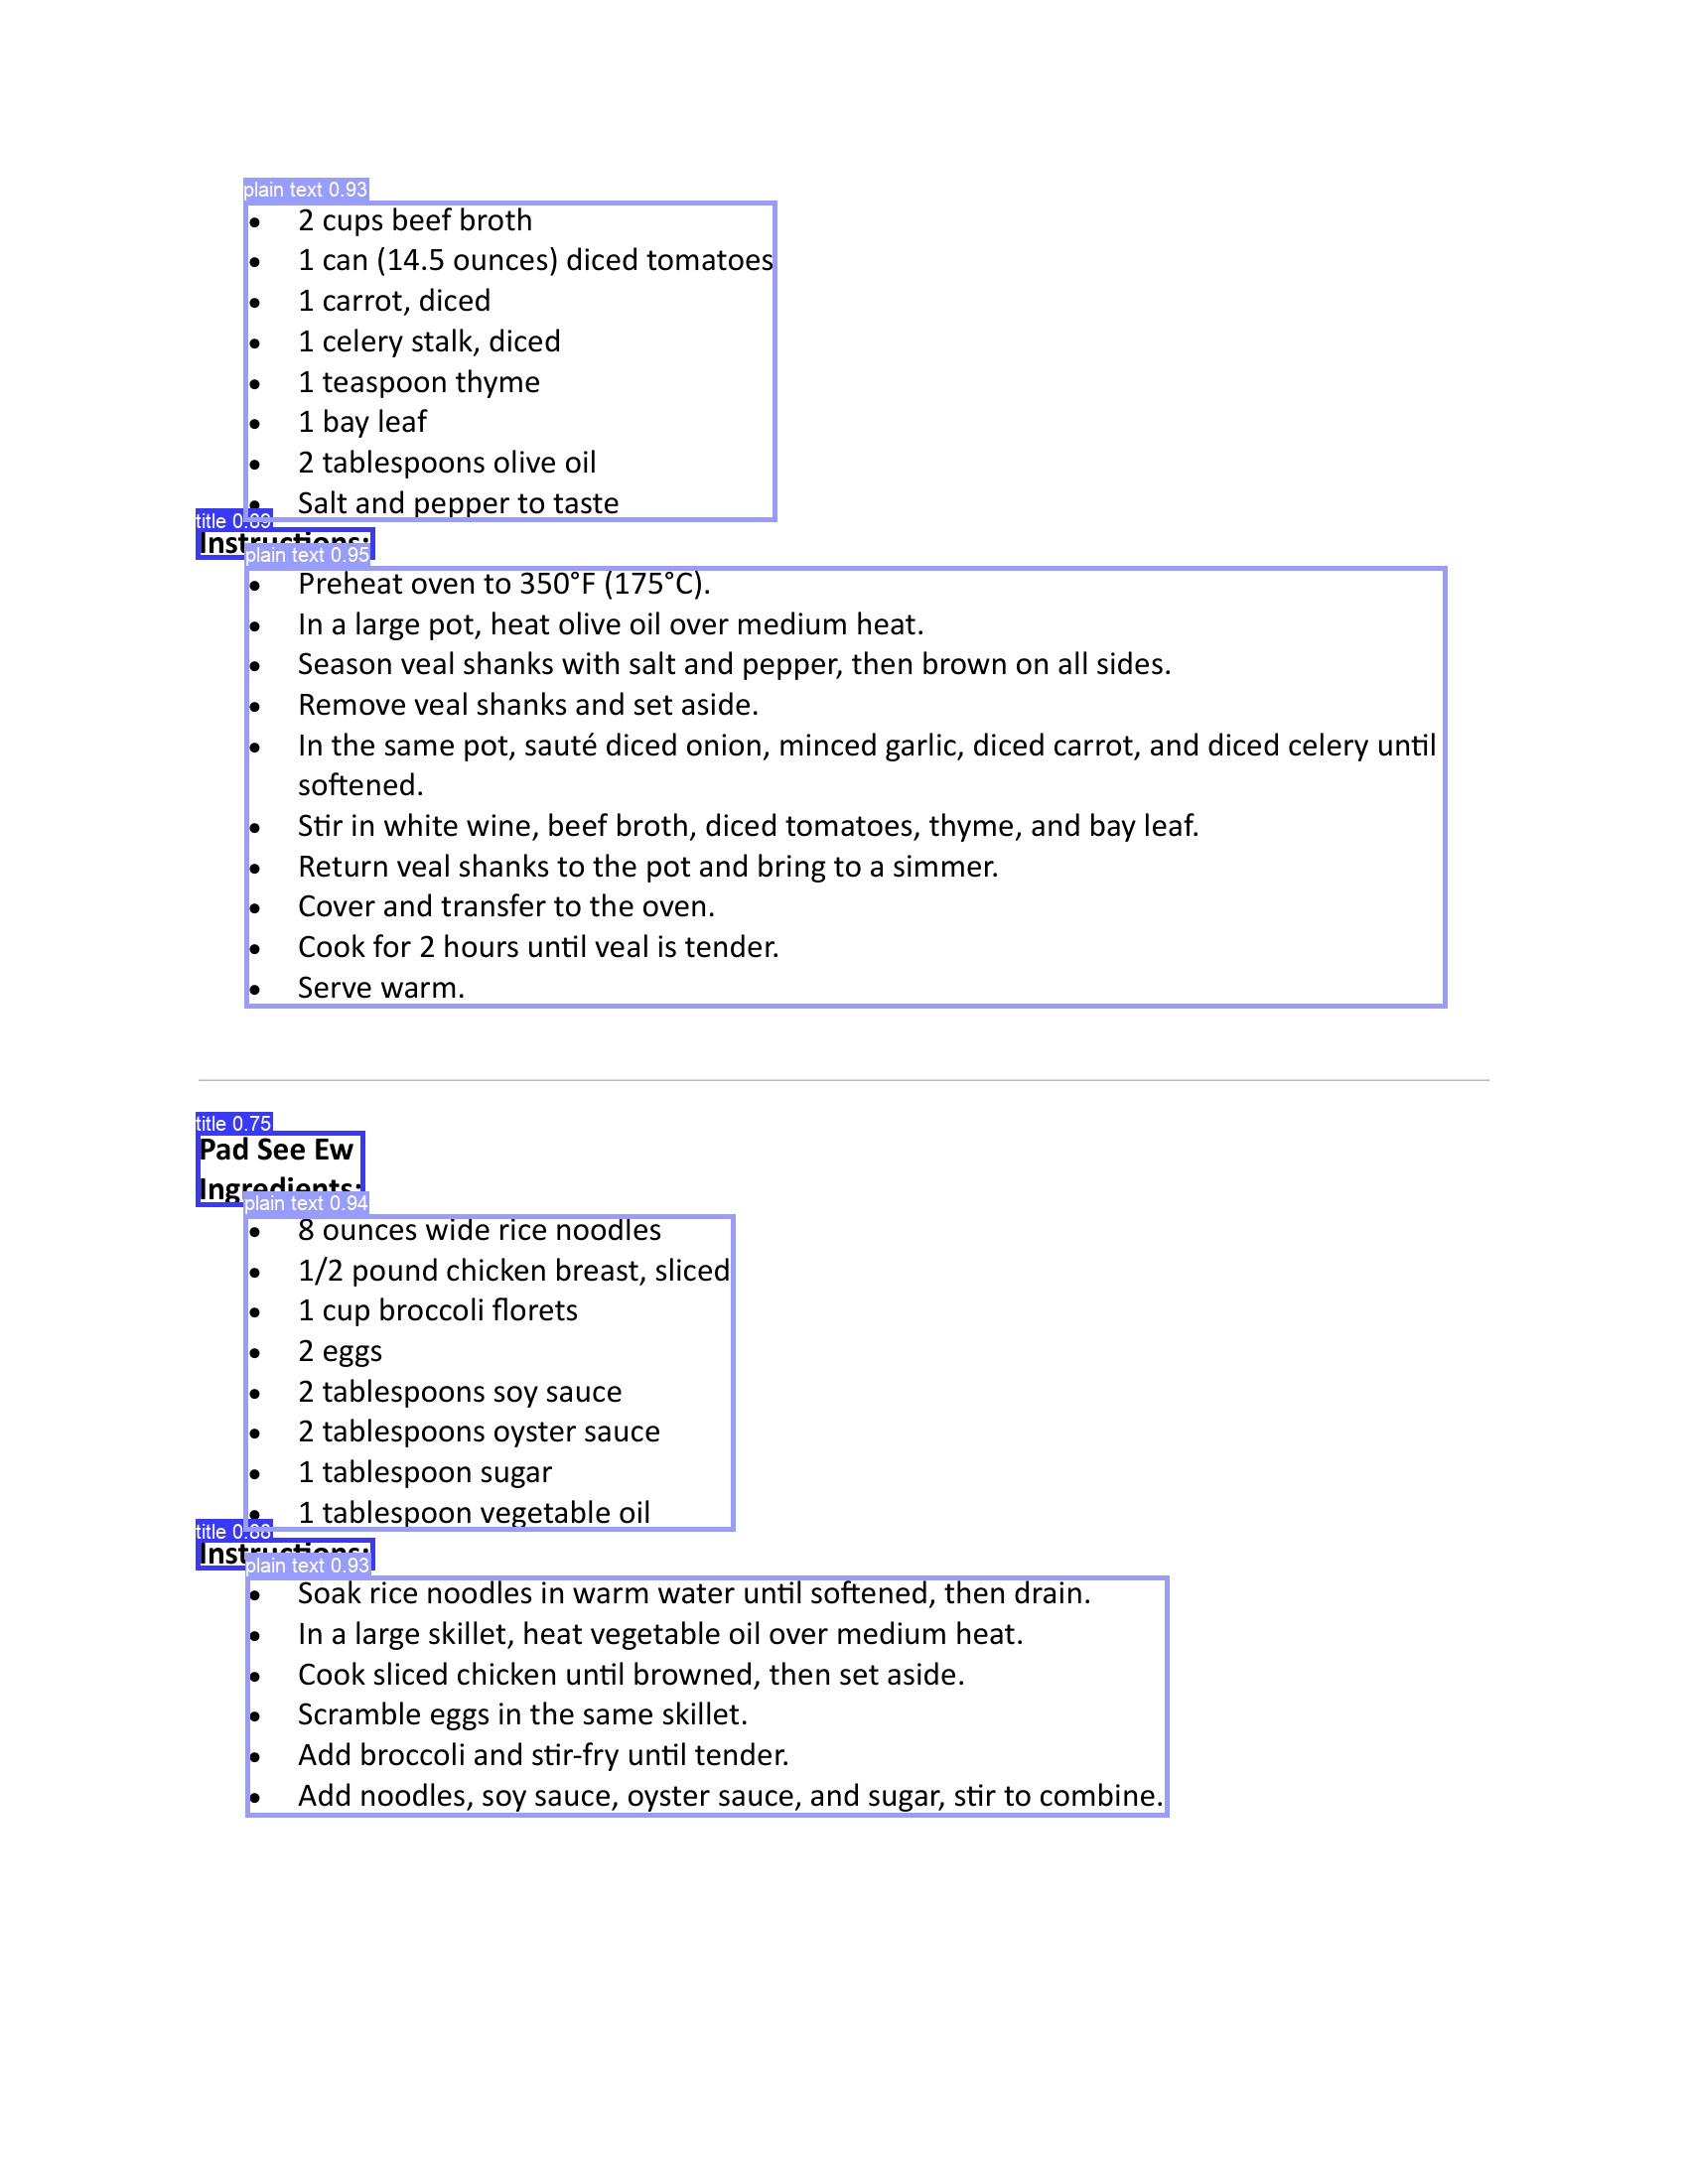 plain text 0.93
• 2 cups beef broth
• 1 can (14.5 ounces) diced tomatoes
• 1 carrot, diced
• 1 celery stalk, diced
• 1 teaspoon thyme
• 1 bay leaf
• 2 tablespoons olive oil
• Salt and pepper to taste
title 0.89
Instructions:
plain text 0.95
• Preheat oven to 350°F (175°C).
• In a large pot, heat olive oil over medium heat.
• Season veal shanks with salt and pepper, then brown on all sides.
• Remove veal shanks and set aside.
• In the same pot, sauté diced onion, minced garlic, diced carrot, and diced celery until
softened.
• Stir in white wine, beef broth, diced tomatoes, thyme, and bay leaf.
• Return veal shanks to the pot and bring to a simmer.
• Cover and transfer to the oven.
• Cook for 2 hours until veal is tender.
• Serve warm.
title 0.75
Pad See Ew
Ingredients:
plain text 0.94
• 8 ounces wide rice noodles
• 1/2 pound chicken breast, sliced
• 1 cup broccoli florets
• 2 eggs
• 2 tablespoons soy sauce
• 2 tablespoons oyster sauce
• 1 tablespoon sugar
• 1 tablespoon vegetable oil
title 0.88
Instructions:
plain text 0.93
• Soak rice noodles in warm water until softened, then drain.
• In a large skillet, heat vegetable oil over medium heat.
• Cook sliced chicken until browned, then set aside.
• Scramble eggs in the same skillet.
• Add broccoli and stir-fry until tender.
• Add noodles, soy sauce, oyster sauce, and sugar, stir to combine.